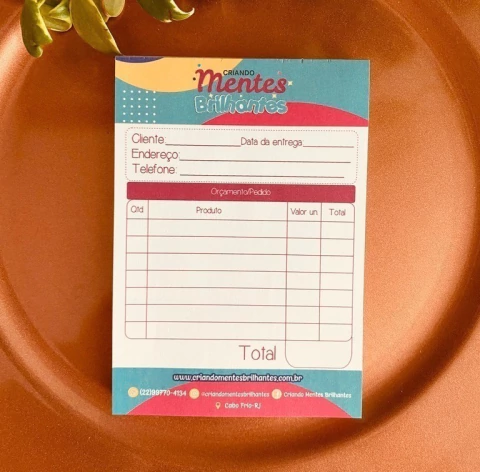 CRIANDO
Mentes
Brilhantes
Cliente: Data da entrega
Endereço:
Telefone:
Orçamento/Pedido
Qtd Produto Valor un Total
Total
www.criandomentesbrilhantes.com.br
(22)99770-4134 criandomentesbrilhantes Criando Mentes Brilhantes
Cabo Frio-RJ